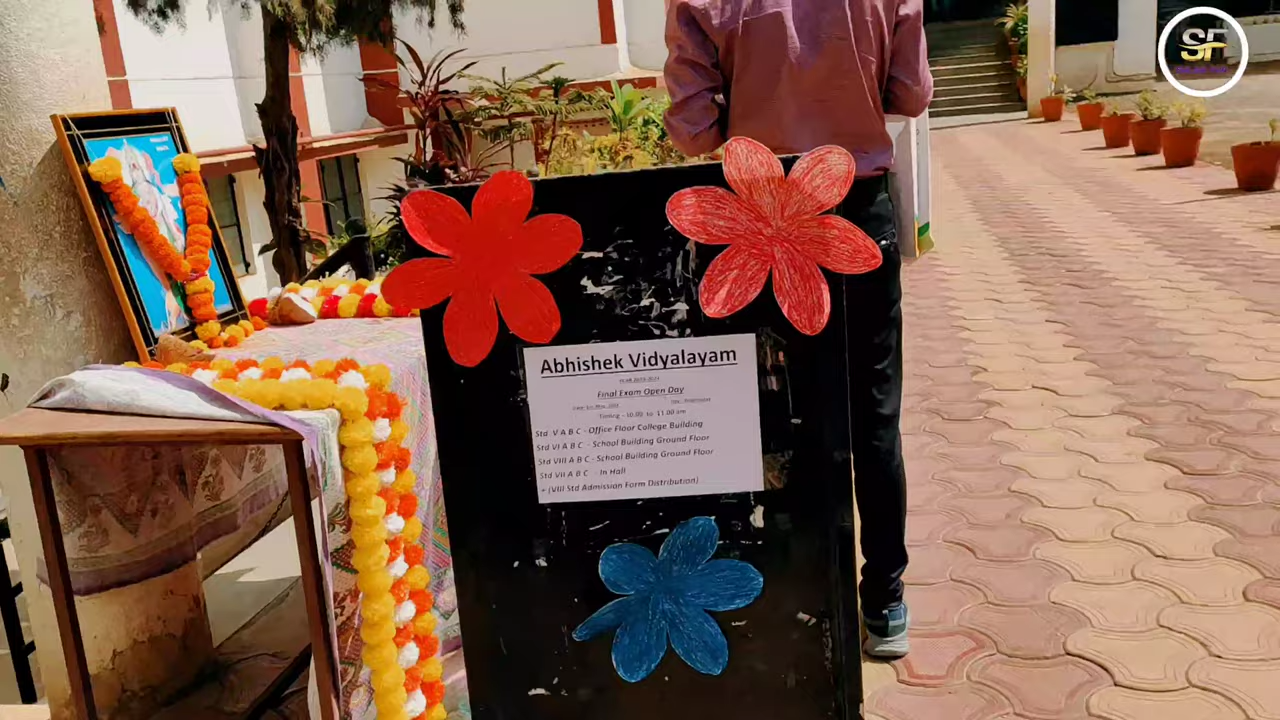 Abhishek Vidyalayam
Final Exam Open Day
Timing - 10.00 to 11.00 am
Std V A B C - Office Floor College Building
Std VI A B C - School Building Ground Floor
Std VIII A B C - School Building Ground Floor
Std VII A B C - In Hall
(VIII Std Admission Form Distribution)
SF